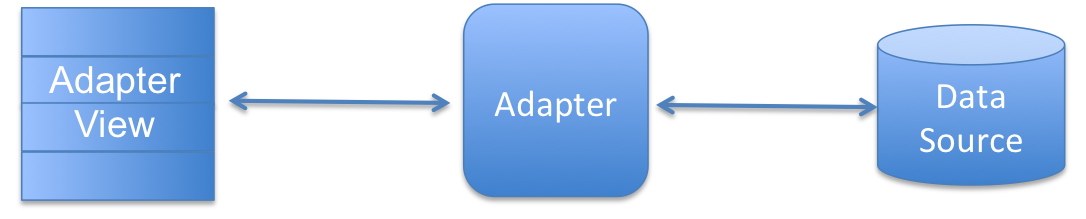 Adapter
View
Adapter
Data
Source